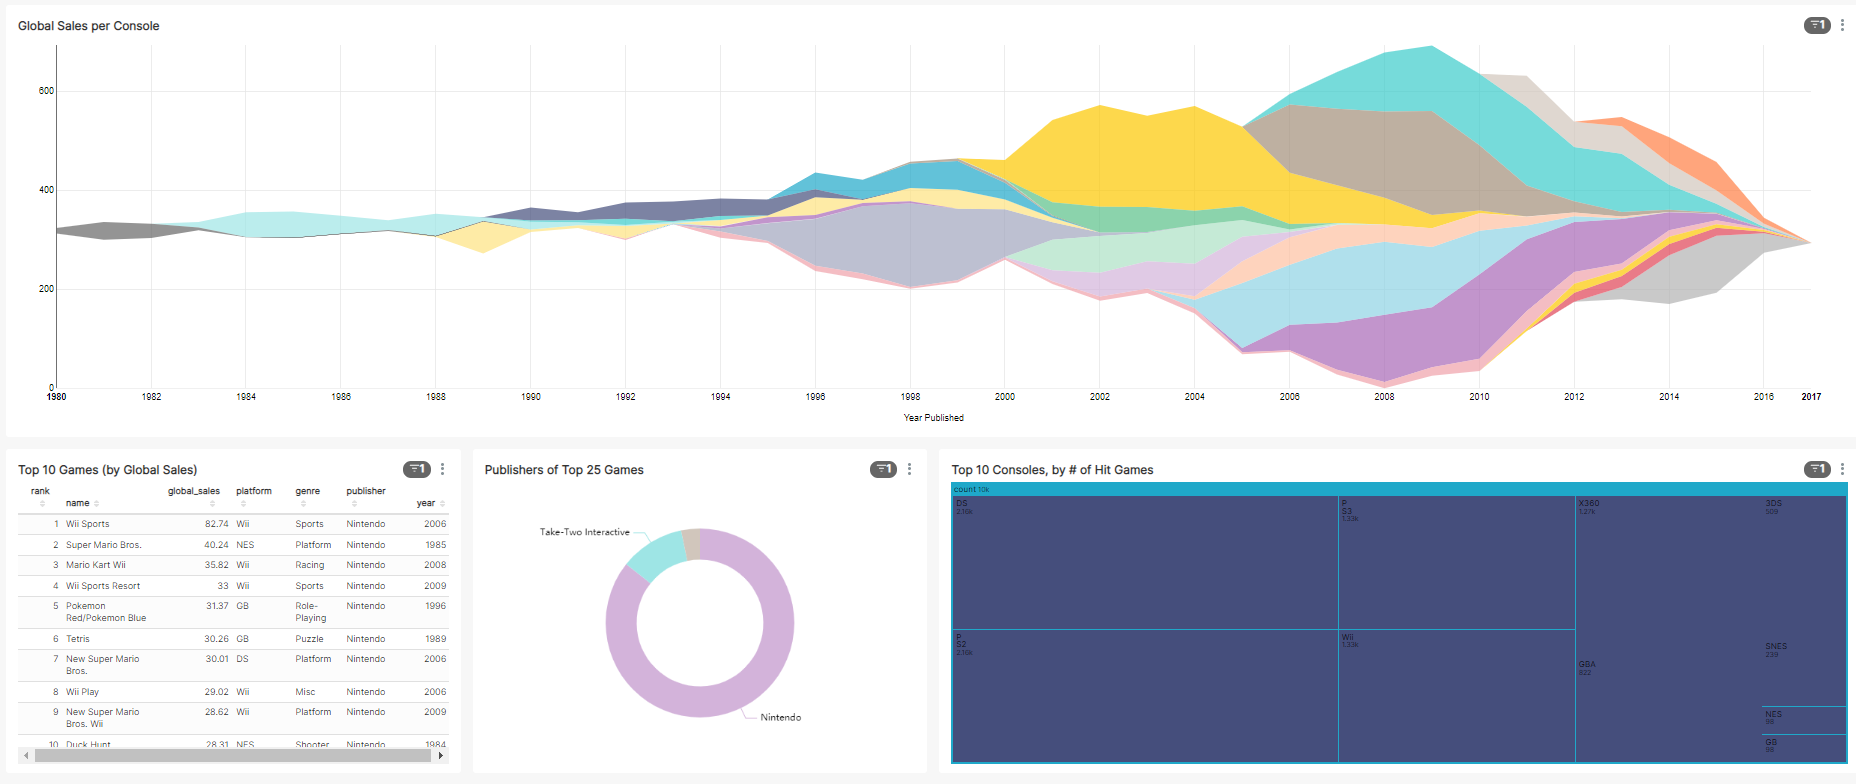 Global Sales per Console
1
600
400
200
0
1980 1982 1984 1986 1988 1990 1992 1994 1996 1998 2000 2002 2004 2006 2008 2010 2012 2014 2016 2017
Year Published
Top 10 Games (by Global Sales)
1
rank name global_sales platform genre publisher year
1 Wii Sports 82.74 Wii Sports Nintendo 2006
2 Super Mario Bros. 40.24 NES Platform Nintendo 1985
3 Mario Kart Wii 35.82 Wii Racing Nintendo 2008
4 Wii Sports Resort 33 Wii Sports Nintendo 2009
5 Pokemon 31.37 GB Role- Nintendo 1996
Red/Pokemon Blue Playing
6 Tetris 30.26 GB Puzzle Nintendo 1989
7 New Super Mario 30.01 DS Platform Nintendo 2006
Bros.
8 Wii Play 29.02 Wii Misc Nintendo 2006
9 New Super Mario 28.62 Wii Platform Nintendo 2009
Bros. Wii
10 Duck Hunt 28.31 NES Shooter Nintendo 1984
Publishers of Top 25 Games
1
Take-Two Interactive
Nintendo
Top 10 Consoles, by # of Hit Games
1
count 10k
DS
2.16k
P
S3
1.33k
X360
1.27k
3DS
509
P
S2
2.16k
Wii
1.33k
GBA
822
SNES
239
NES
98
GB
98